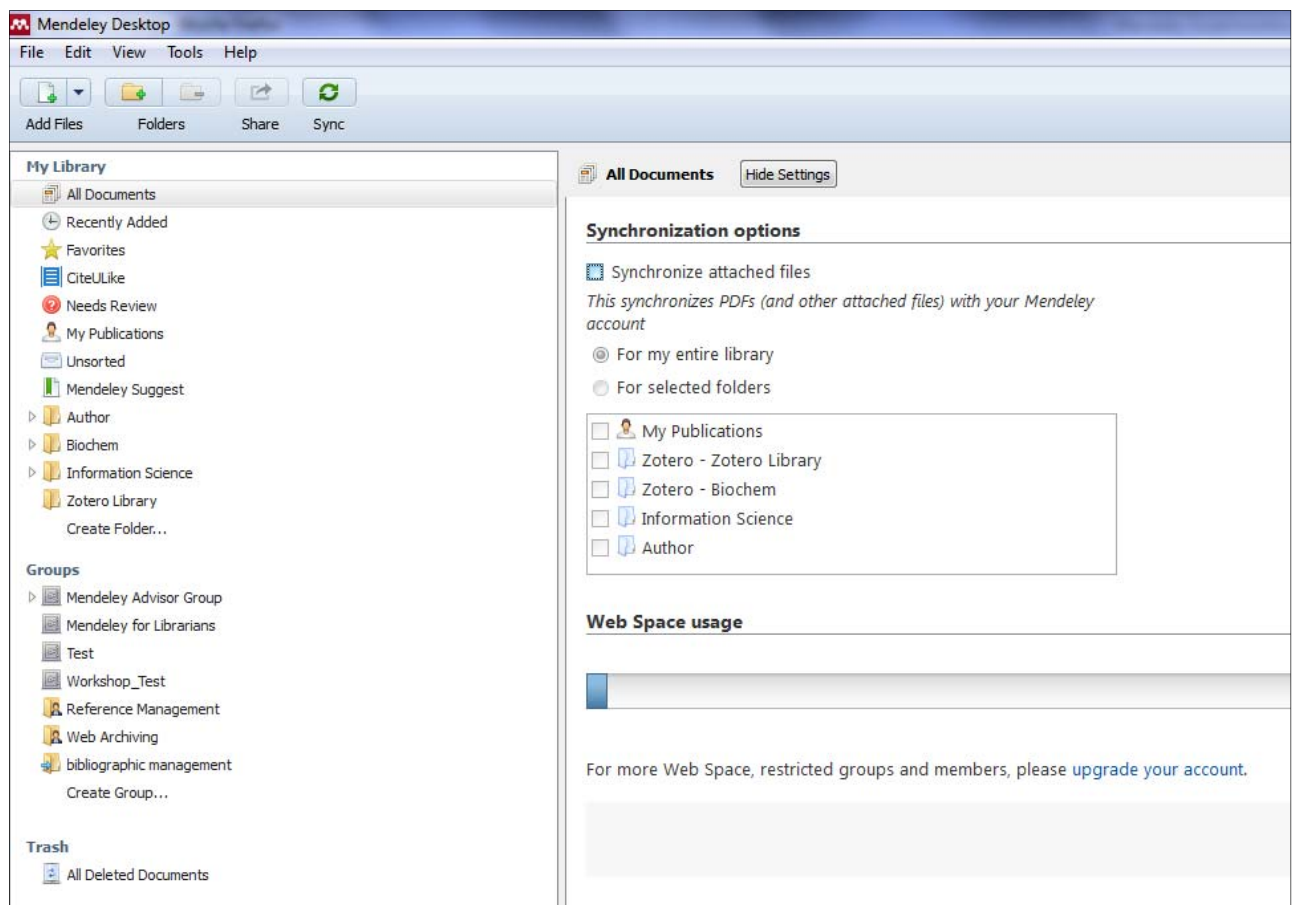 Mendeley Desktop
File Edit View Tools Help
Add Files Folders Share Sync
My Library
All Documents
Recently Added
Favorites
CiteULike
Needs Review
My Publications
Unsorted
Mendeley Suggest
Author
Biochem
Information Science
Zotero Library
Create Folder...
Groups
Mendeley Advisor Group
Mendeley for Librarians
Test
Workshop_Test
Reference Management
Web Archiving
bibliographic management
Create Group...
Trash
All Deleted Documents
All Documents Hide Settings
Synchronization options
Synchronize attached files
This synchronizes PDFs (and other attached files) with your Mendeley
account
For my entire library
For selected folders
My Publications
Zotero - Zotero Library
Zotero - Biochem
Information Science
Author
Web Space usage
For more Web Space, restricted groups and members, please upgrade your account.